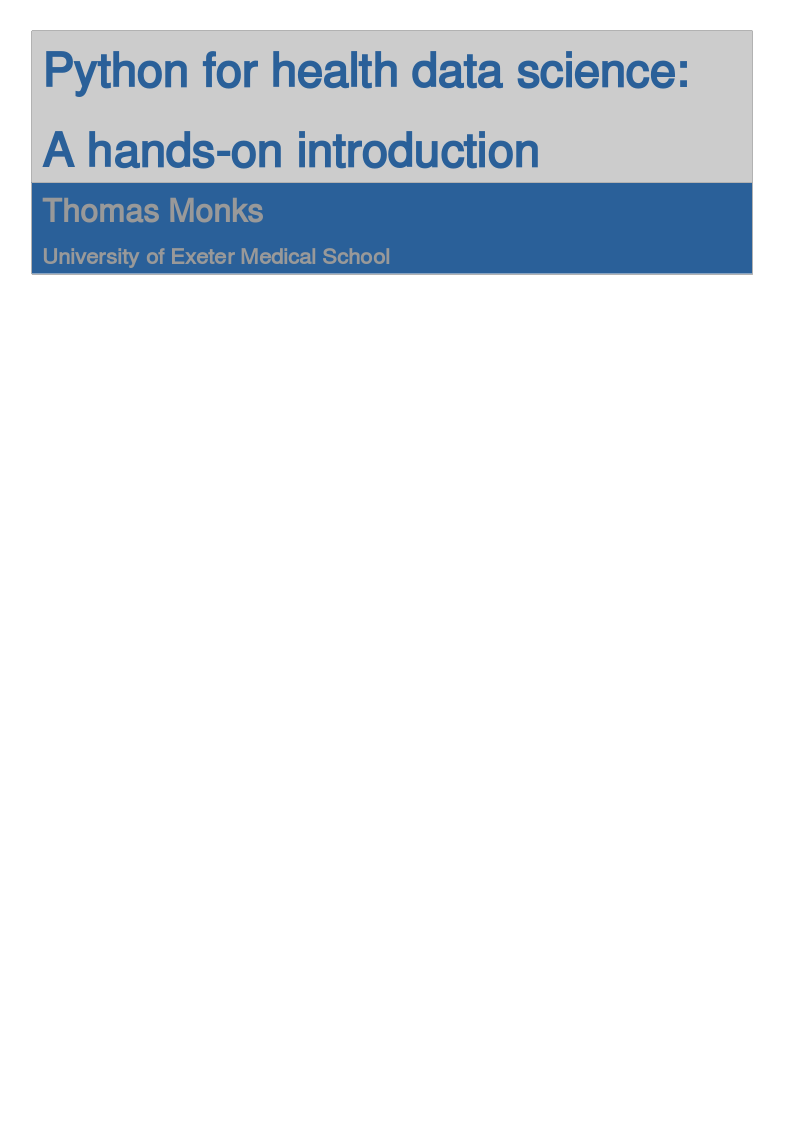 Python for health data science:
A hands-on introduction
Thomas Monks
University of Exeter Medical School